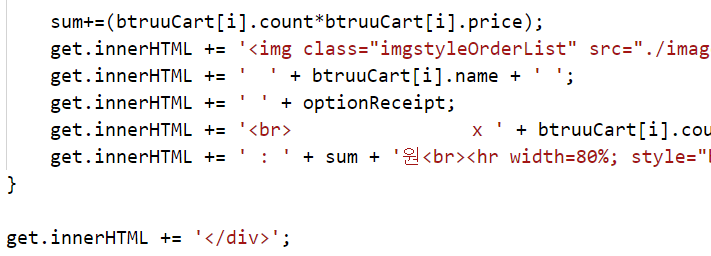 sum+=(btruuCart[i].count*btruuCart[i].price);
get.innerHTML += '<img class="imgstyleOrderList" src="./imag
get.innerHTML += '  ' + btruuCart[i].name + ' ';
get.innerHTML += ' ' + optionReceipt;
get.innerHTML += '<br>                 x ' + btruuCart[i].cou
get.innerHTML += ' : ' + sum + '원<br><hr width=80%; style="
}
get.innerHTML += '</div>';